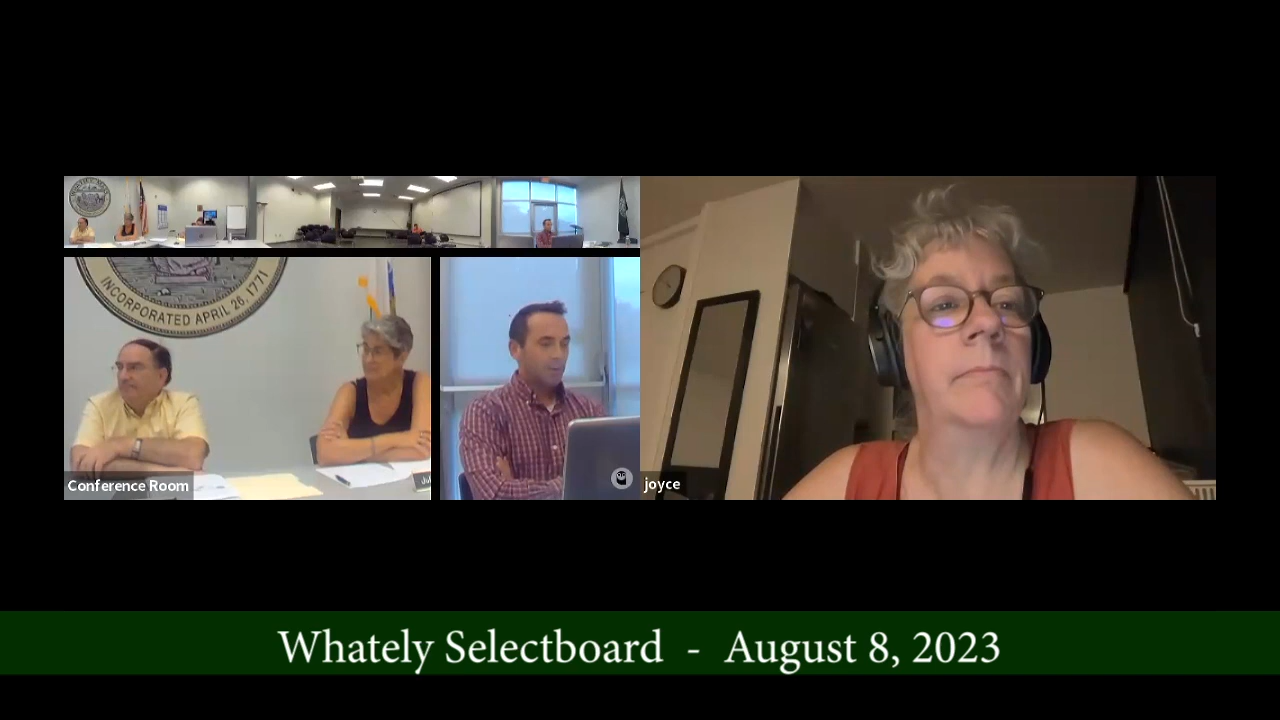 INCORPORATED APRIL 26, 1771
Conference Room
joyce
Whately Selectboard - August 8, 2023